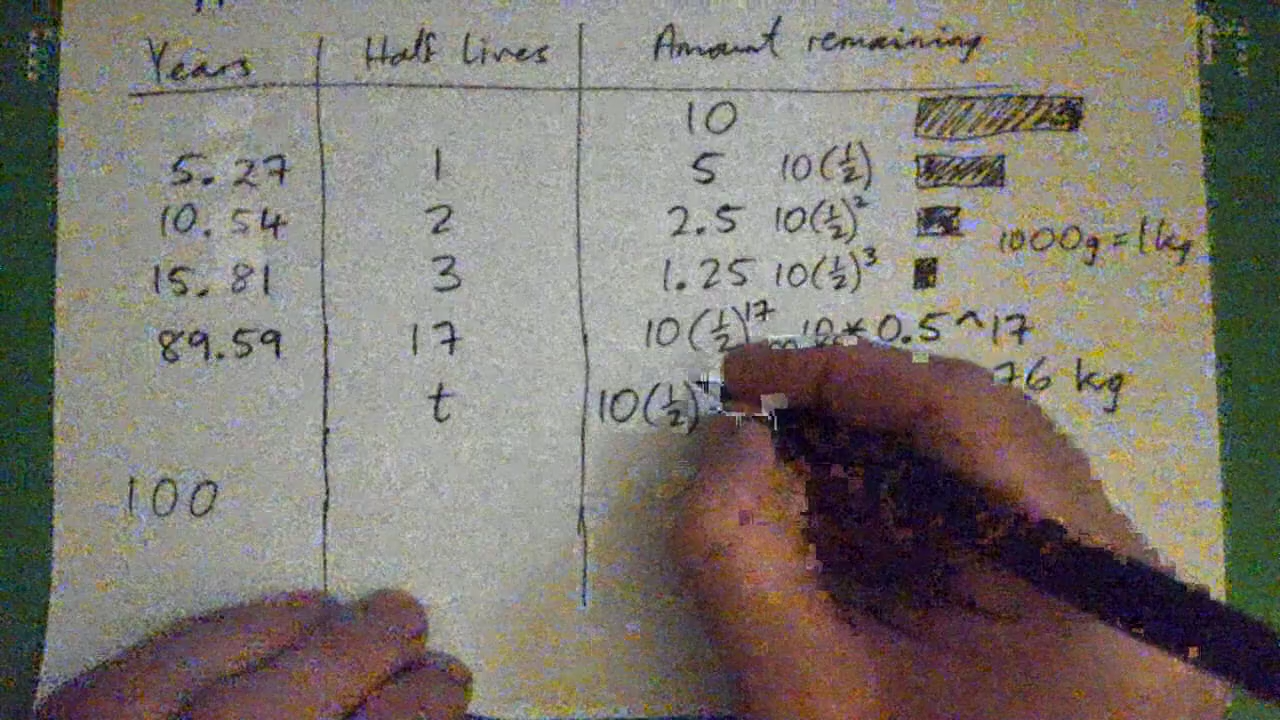 Years Half Lives Amount remaining
10
5.27 1 5 10(½)
10.54 2 2.5 10(½)²
1000g = 1kg
15.81 3 1.25 10(½)³
89.59 17 10(½)¹⁷ 10*0.5^17
76 kg
t 10(½)
100